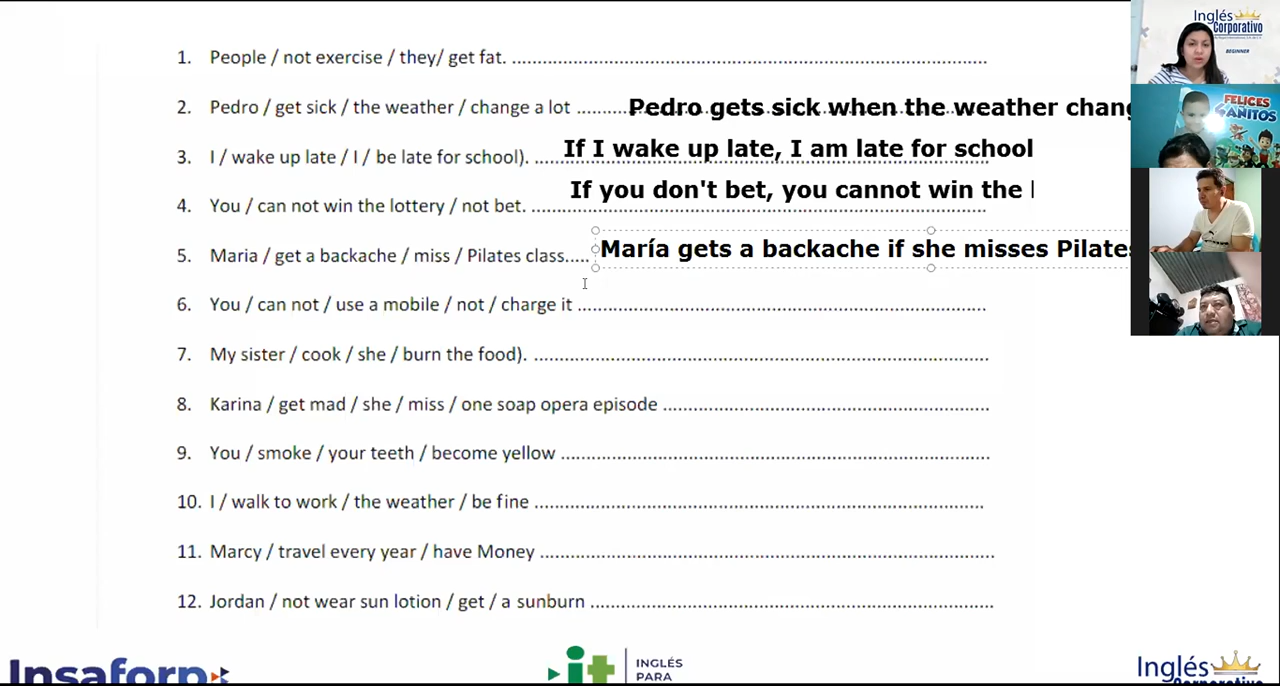 Inglés
Corporativo
BEGINNER
FELICES
AÑITOS
1. People / not exercise / they/ get fat. ................................................................................
2. Pedro / get sick / the weather / change a lot ........ Pedro gets sick when the weather chang
3. I / wake up late / I / be late for school). .... If I wake up late, I am late for school
4. You / can not win the lottery / not bet. ........ If you don't bet, you cannot win the l
5. Maria / get a backache / miss / Pilates class..... María gets a backache if she misses Pilates
6. You / can not / use a mobile / not / charge it ....................................................................
7. My sister / cook / she / burn the food). ............................................................................
8. Karina / get mad / she / miss / one soap opera episode ......................................................
9. You / smoke / your teeth / become yellow ........................................................................
10. I / walk to work / the weather / be fine ...........................................................................
11. Marcy / travel every year / have Money ............................................................................
12. Jordan / not wear sun lotion / get / a sunburn ...................................................................
Insaforp
it
INGLÉS
PARA
Inglés
Corporativo